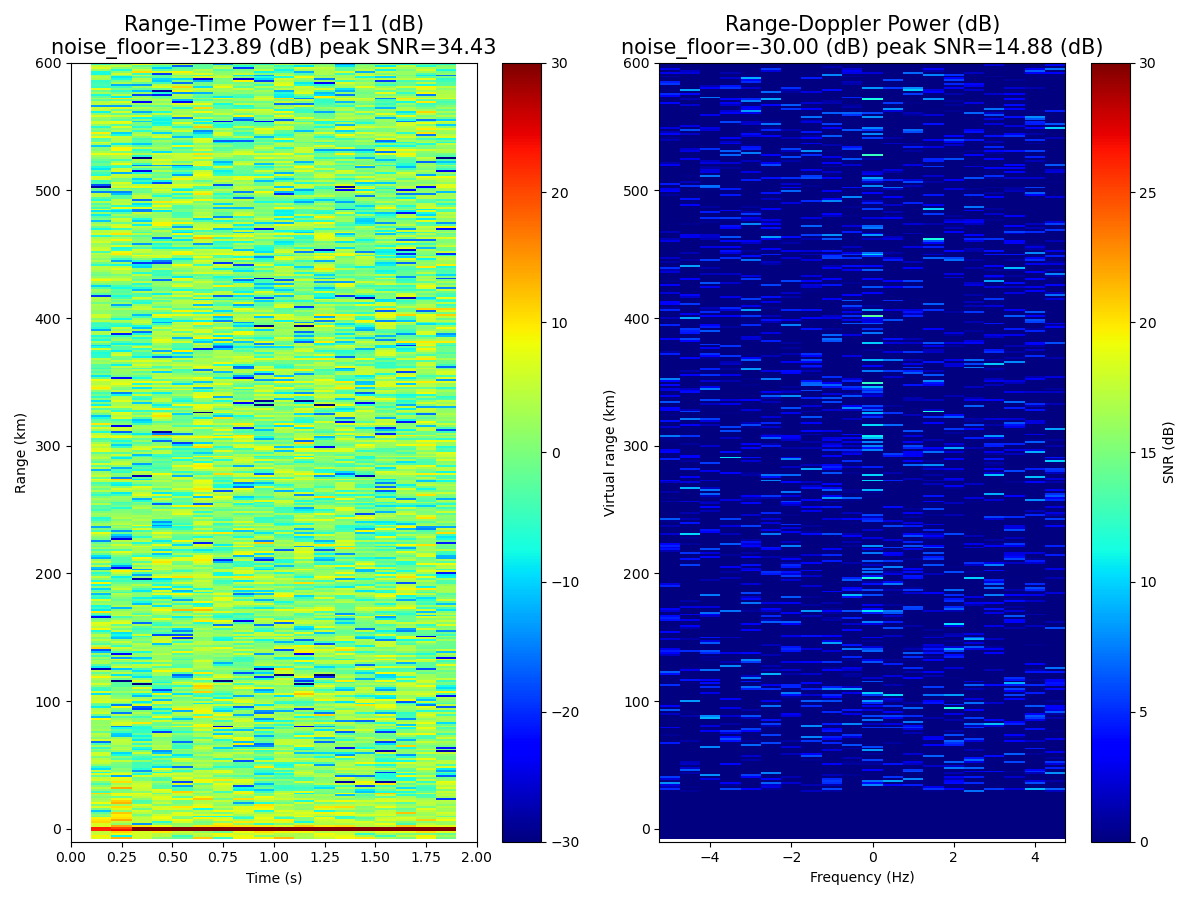 Range-Time Power f=11 (dB)
noise_floor=-123.89 (dB) peak SNR=34.43
600
500
400
300
200
100
0
Range (km)
0.00 0.25 0.50 0.75 1.00 1.25 1.50 1.75 2.00
Time (s)
30
20
10
0
−10
−20
−30
Range-Doppler Power (dB)
noise_floor=-30.00 (dB) peak SNR=14.88 (dB)
600
500
400
300
200
100
0
Virtual range (km)
−4 −2 0 2 4
Frequency (Hz)
30
25
20
15
10
5
0
SNR (dB)